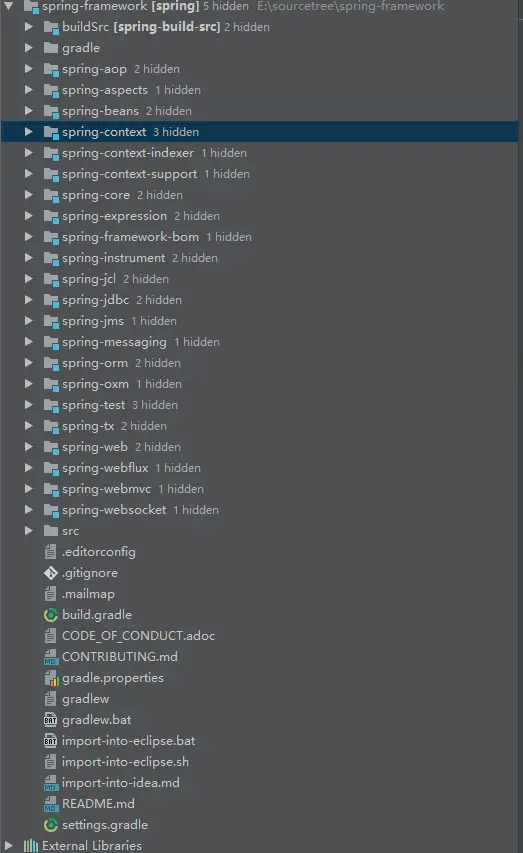 spring-framework [spring] 5 hidden E:\sourcetree\spring-framework
buildSrc [spring-build-src] 2 hidden
gradle
spring-aop 2 hidden
spring-aspects 1 hidden
spring-beans 2 hidden
spring-context 3 hidden
spring-context-indexer 1 hidden
spring-context-support 1 hidden
spring-core 2 hidden
spring-expression 2 hidden
spring-framework-bom 1 hidden
spring-instrument 2 hidden
spring-jcl 2 hidden
spring-jdbc 2 hidden
spring-jms 1 hidden
spring-messaging 1 hidden
spring-orm 2 hidden
spring-oxm 1 hidden
spring-test 3 hidden
spring-tx 2 hidden
spring-web 2 hidden
spring-webflux 1 hidden
spring-webmvc 1 hidden
spring-websocket 1 hidden
src
.editorconfig
.gitignore
.mailmap
build.gradle
CODE_OF_CONDUCT.adoc
CONTRIBUTING.md
gradle.properties
gradlew
gradlew.bat
import-into-eclipse.bat
import-into-eclipse.sh
import-into-idea.md
README.md
settings.gradle
External Libraries